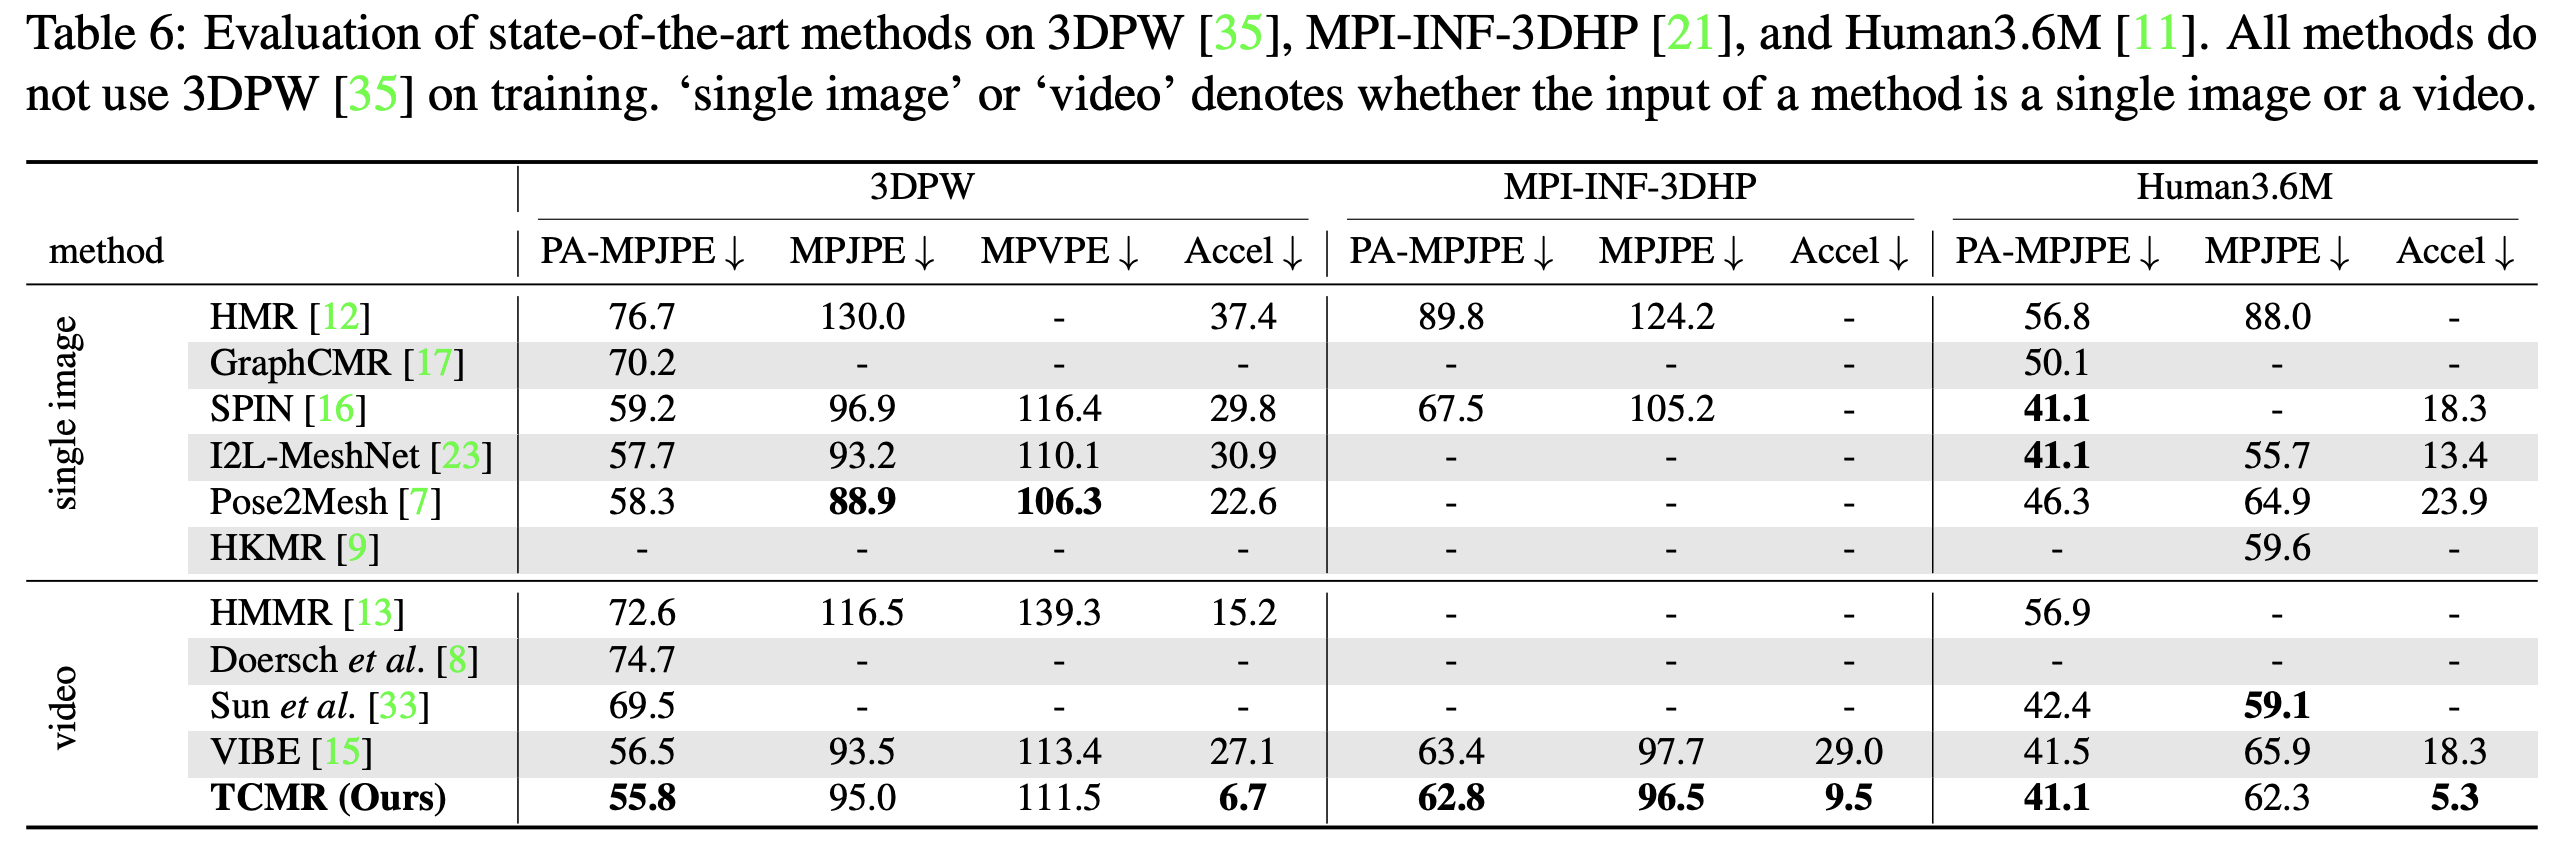 Table 6: Evaluation of state-of-the-art methods on 3DPW [35], MPI-INF-3DHP [21], and Human3.6M [11]. All methods do
not use 3DPW [35] on training. ‘single image’ or ‘video’ denotes whether the input of a method is a single image or a video.
3DPW MPI-INF-3DHP Human3.6M
method PA-MPJPE ↓ MPJPE ↓ MPVPE ↓ Accel ↓ PA-MPJPE ↓ MPJPE ↓ Accel ↓ PA-MPJPE ↓ MPJPE ↓ Accel ↓
single image
HMR [12] 76.7 130.0 - 37.4 89.8 124.2 - 56.8 88.0 -
GraphCMR [17] 70.2 - - - - - - 50.1 - -
SPIN [16] 59.2 96.9 116.4 29.8 67.5 105.2 - 41.1 - 18.3
I2L-MeshNet [23] 57.7 93.2 110.1 30.9 - - - 41.1 55.7 13.4
Pose2Mesh [7] 58.3 88.9 106.3 22.6 - - - 46.3 64.9 23.9
HKMR [9] - - - - - - - - 59.6 -
video
HMMR [13] 72.6 116.5 139.3 15.2 - - - 56.9 - -
Doersch et al. [8] 74.7 - - - - - - - - -
Sun et al. [33] 69.5 - - - - - - 42.4 59.1 -
VIBE [15] 56.5 93.5 113.4 27.1 63.4 97.7 29.0 41.5 65.9 18.3
TCMR (Ours) 55.8 95.0 111.5 6.7 62.8 96.5 9.5 41.1 62.3 5.3